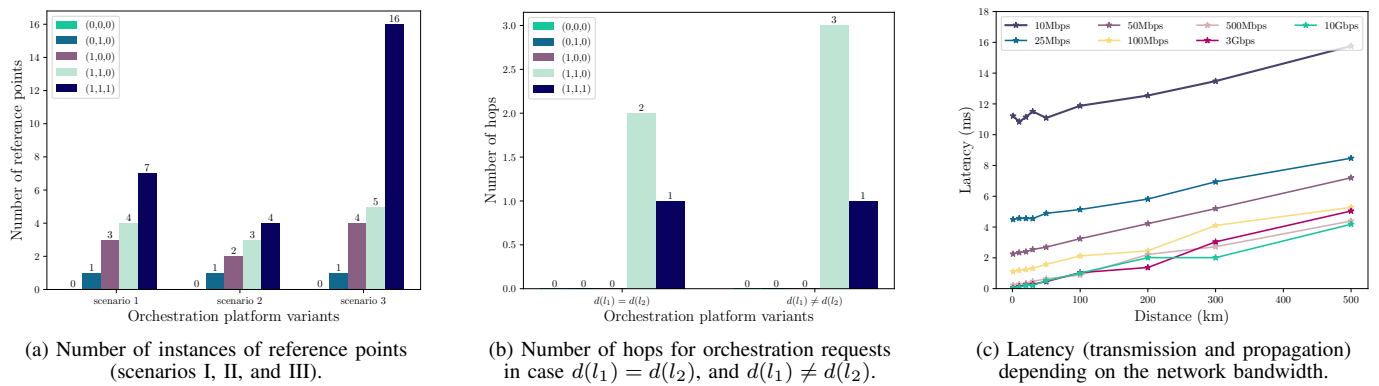 16
14
12
10
8
6
4
2
0
Number of reference points
(0,0,0)
(0,1,0)
(1,0,0)
(1,1,0)
(1,1,1)
0 1 3 4 7
0 1 2 3 4
0 1 4 5 16
scenario 1 scenario 2 scenario 3
Orchestration platform variants
(a) Number of instances of reference points
(scenarios I, II, and III).
3.0
2.5
2.0
1.5
1.0
0.5
0.0
Number of hops
(0,0,0)
(0,1,0)
(1,0,0)
(1,1,0)
(1,1,1)
0 0 0 2 1
0 0 0 3 1
d(l₁) = d(l₂) d(l₁) ≠ d(l₂)
Orchestration platform variants
(b) Number of hops for orchestration requests
in case d(l₁) = d(l₂), and d(l₁) ≠ d(l₂).
18
16
14
12
10
8
6
4
2
0
Latency (ms)
10Mbps 50Mbps 500Mbps 10Gbps
25Mbps 100Mbps 3Gbps
0 100 200 300 400 500
Distance (km)
(c) Latency (transmission and propagation)
depending on the network bandwidth.